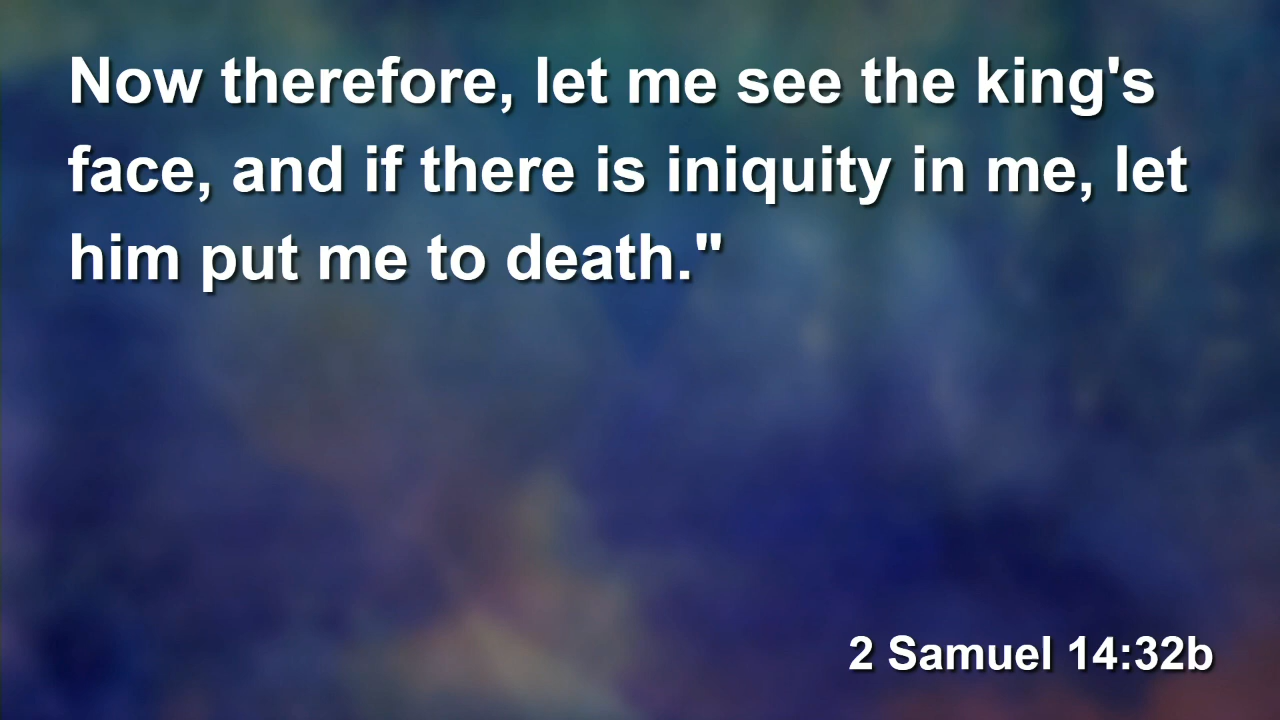 Now therefore, let me see the king's
face, and if there is iniquity in me, let
him put me to death."
2 Samuel 14:32b